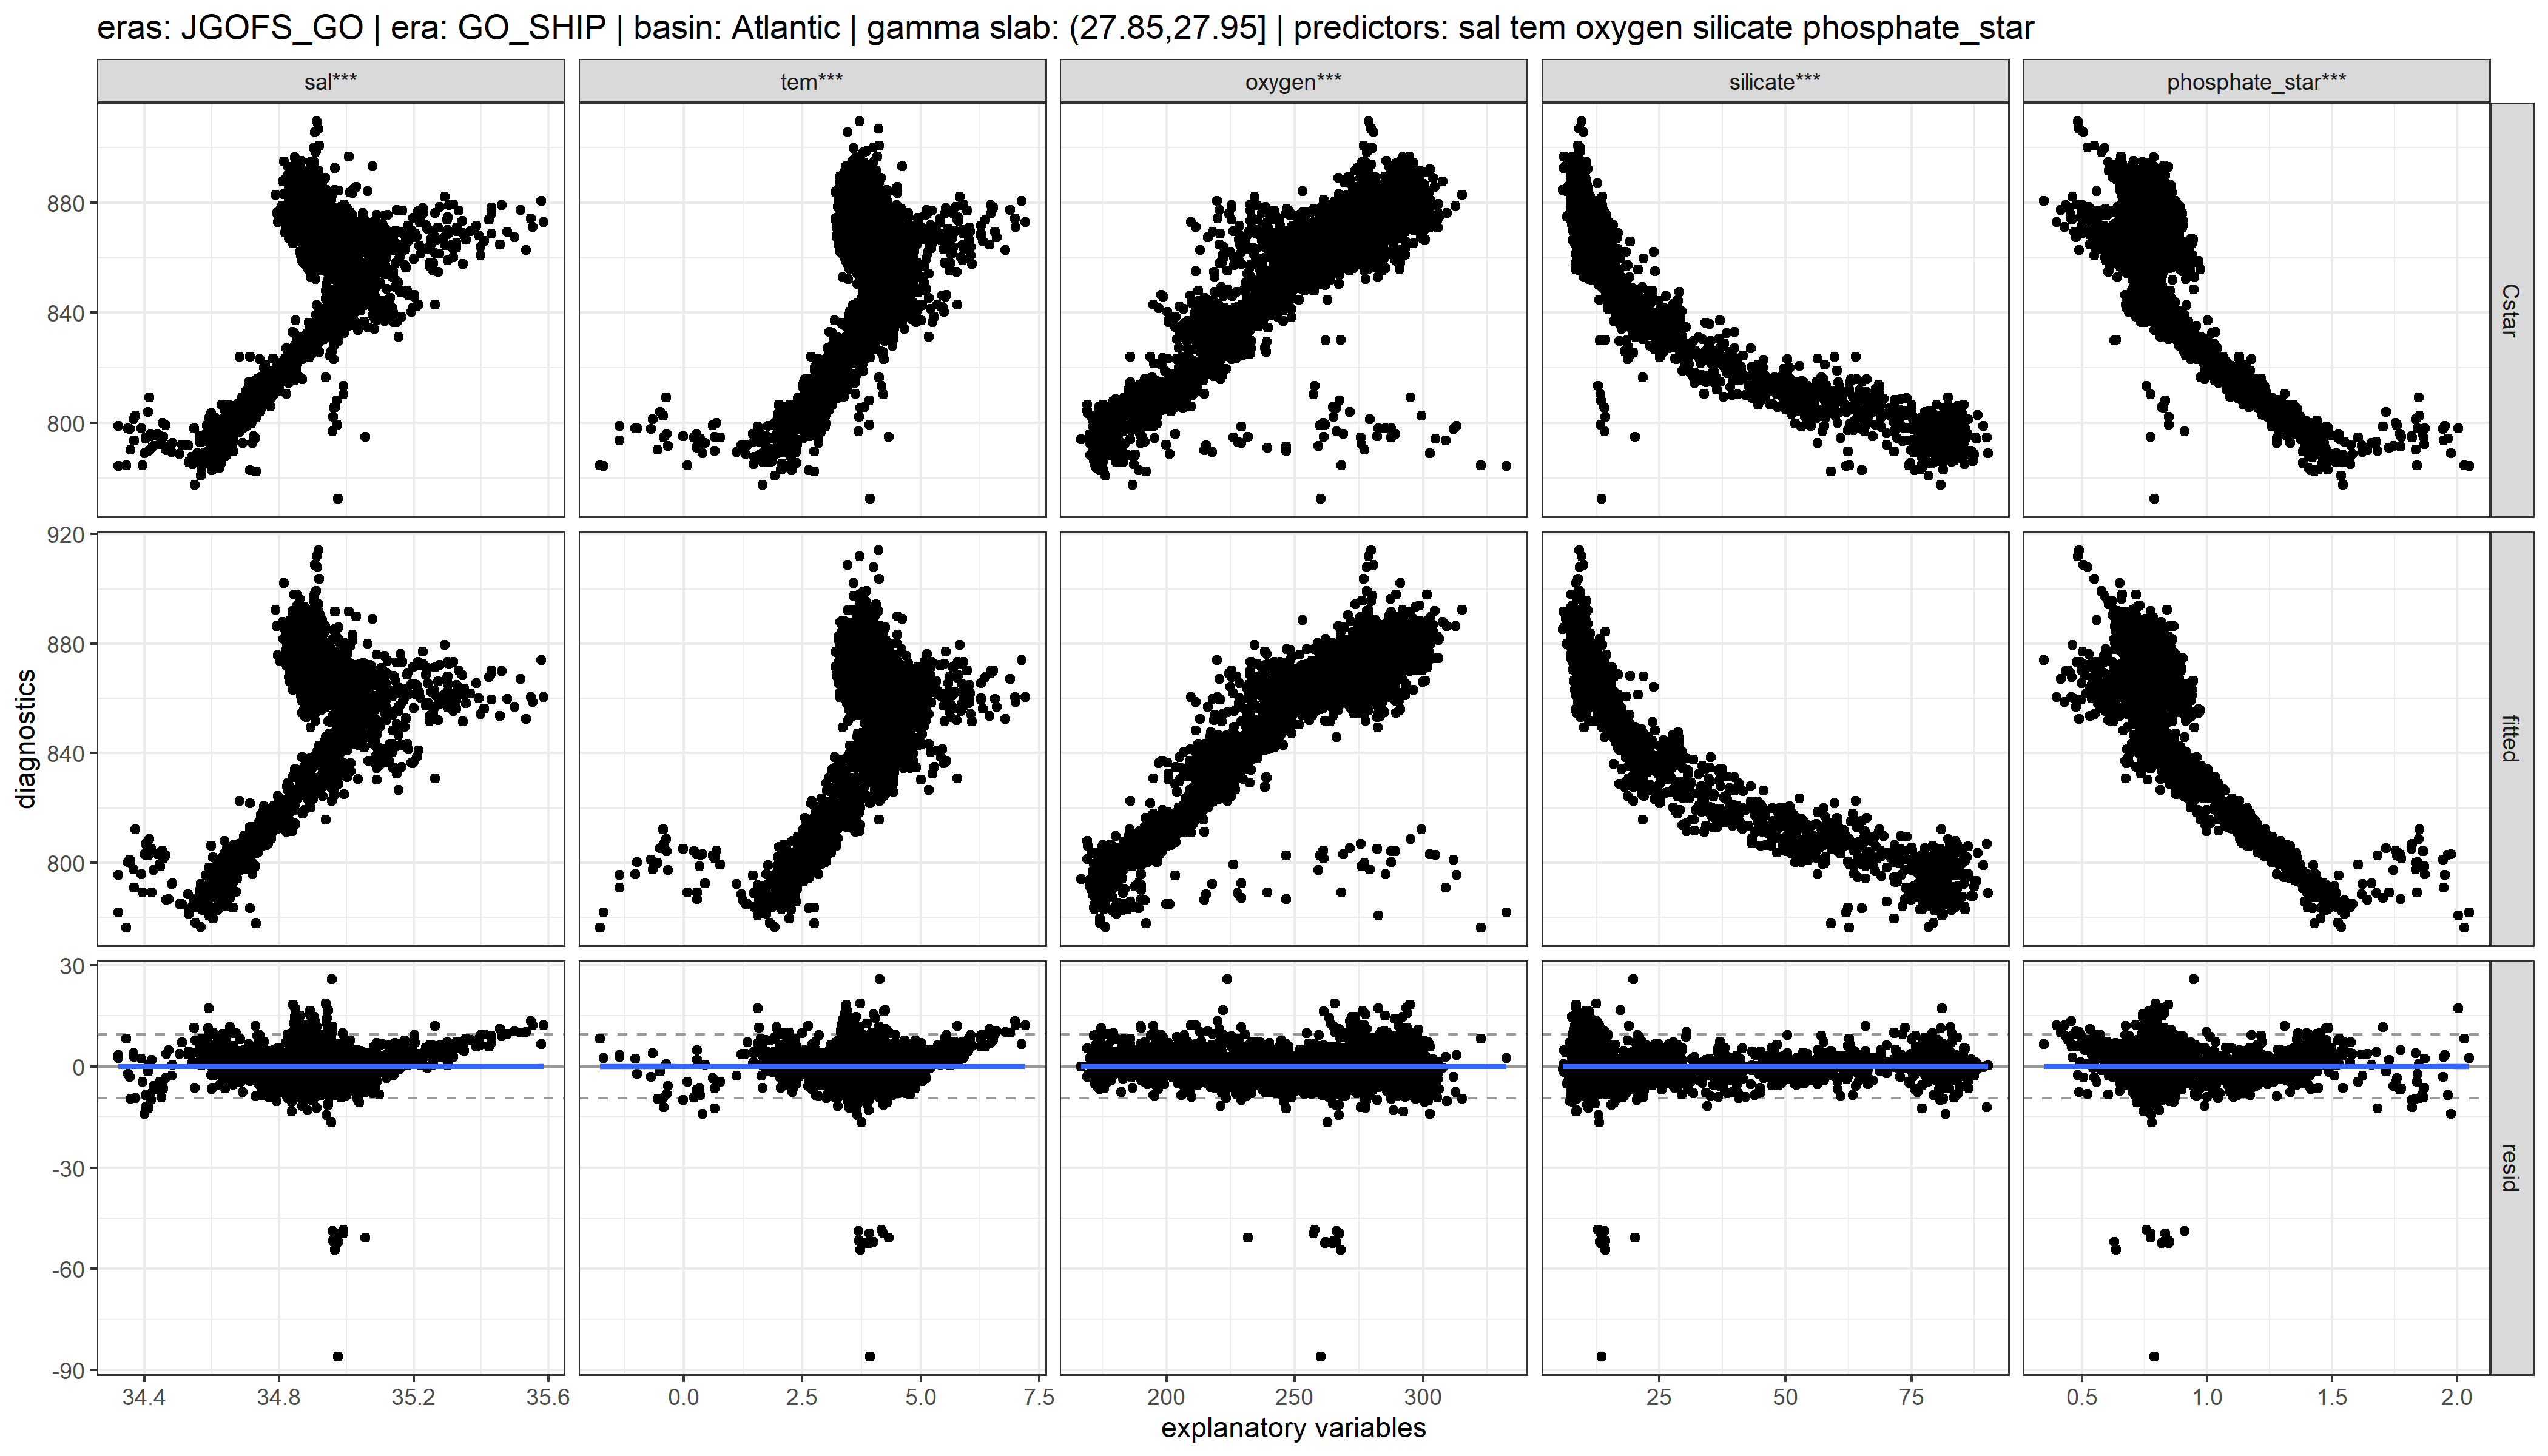 eras: JGOFS_GO | era: GO_SHIP | basin: Atlantic | gamma slab: (27.85,27.95] | predictors: sal tem oxygen silicate phosphate_star
sal*** tem*** oxygen*** silicate*** phosphate_star***
880
840
800
Cstar
920
880
840
800
fitted
diagnostics
30
0
-30
-60
-90
resid
34.4 34.8 35.2 35.6 0.0 2.5 5.0 7.5 200 250 300 25 50 75 0.5 1.0 1.5 2.0
explanatory variables